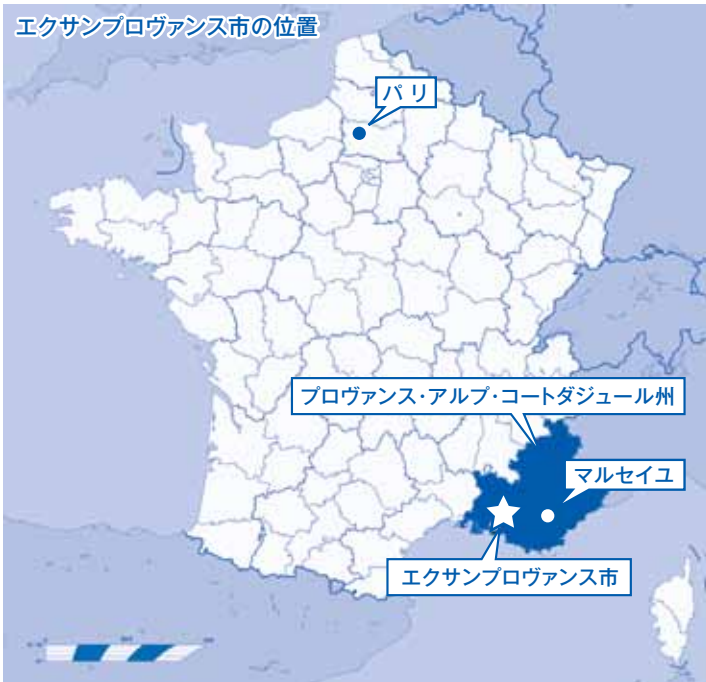 エクサンプロヴァンス市の位置
パリ
プロヴァンス・アルプ・コートダジュール州
マルセイユ
エクサンプロヴァンス市